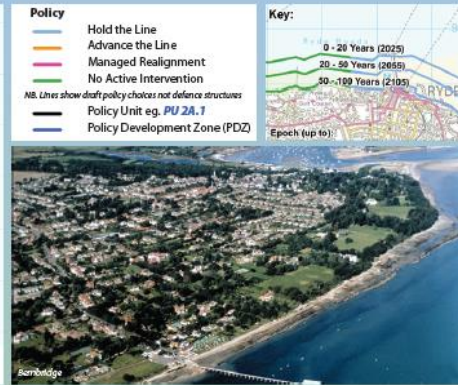 Policy
Hold the Line
Advance the Line
Managed Realignment
No Active Intervention
NB. Lines show draft policy choices not defence structures
Policy Unit eg. PU 2A.1
Policy Development Zone (PDZ)
Key:
0 - 20 Years (2025)
20 - 50 Years (2055)
50 - 100 Years (2105)
RYDE
Epoch (up to):
Bembridge